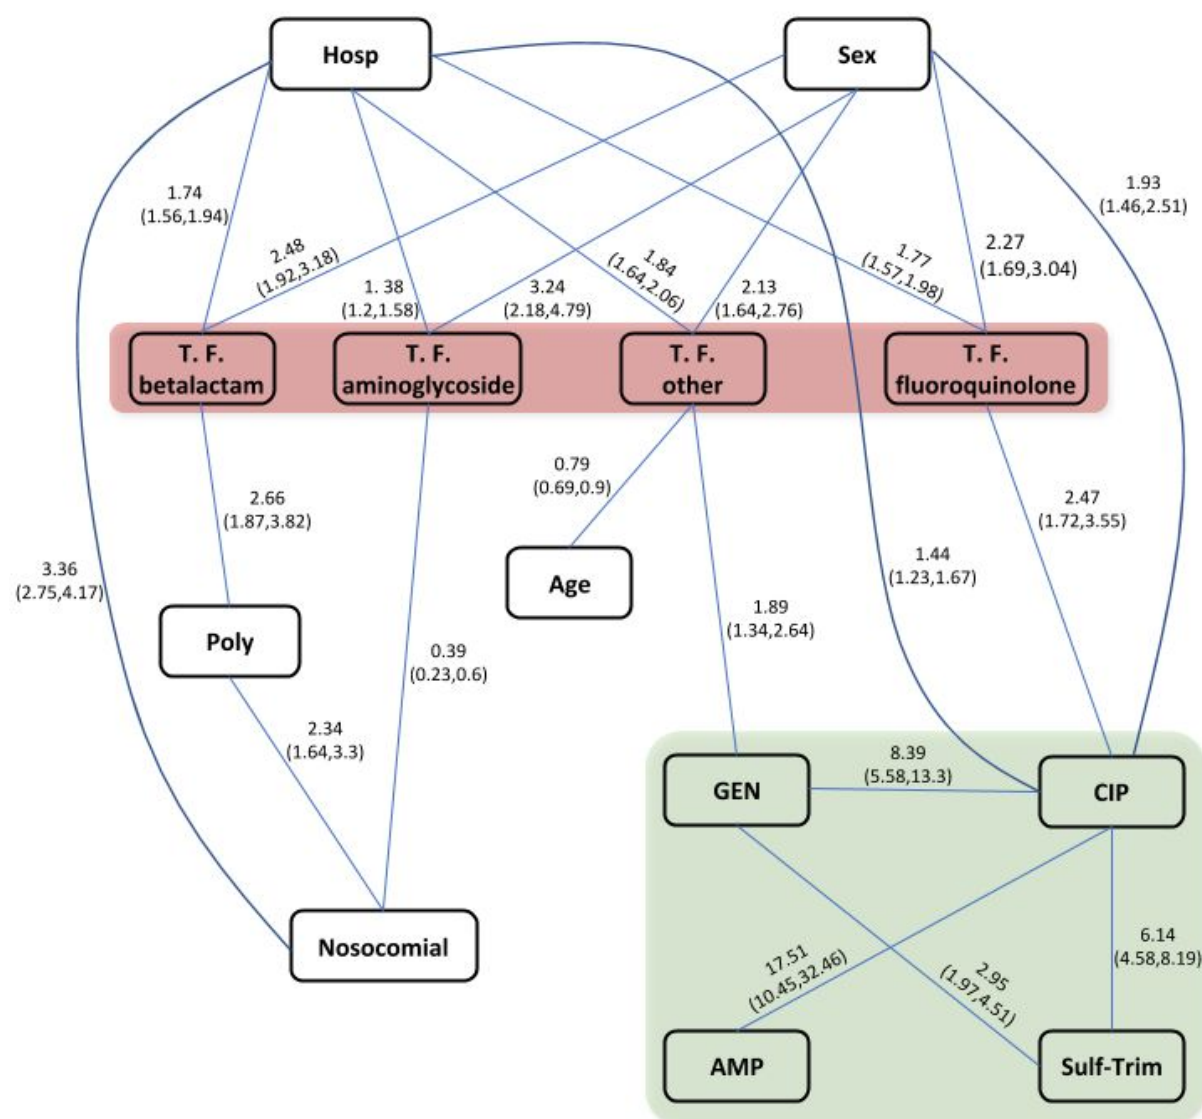 Hosp
Sex
1.74
(1.56,1.94)
2.48
(1.92,3.18)
1.38
(1.2,1.58)
3.24
(2.18,4.79)
1.84
(1.64,2.06)
2.13
(1.64,2.76)
1.77
(1.57,1.98)
2.27
(1.69,3.04)
1.93
(1.46,2.51)
T. F.
betalactam
T. F.
aminoglycoside
T. F.
other
T. F.
fluoroquinolone
2.66
(1.87,3.82)
0.79
(0.69,0.9)
2.47
(1.72,3.55)
3.36
(2.75,4.17)
Age
1.44
(1.23,1.67)
Poly
0.39
(0.23,0.6)
1.89
(1.34,2.64)
2.34
(1.64,3.3)
8.39
(5.58,13.3)
GEN
CIP
Nosocomial
17.51
(10.45,32.46)
2.95
(1.97,4.51)
6.14
(4.58,8.19)
AMP
Sulf-Trim